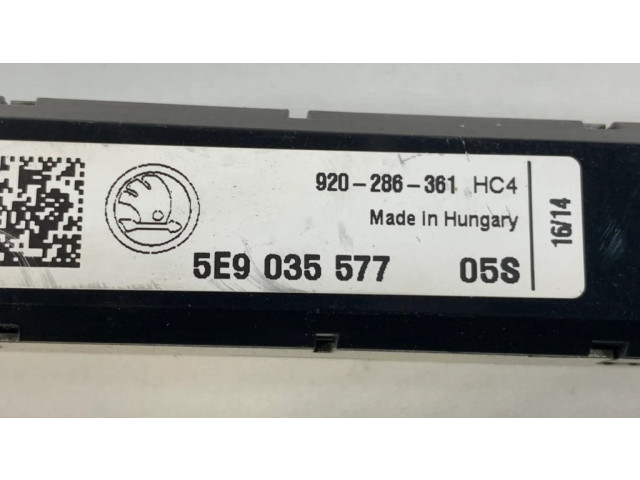 920-286-361 HC4
Made in Hungary
5E9 035 577 05S
16/14